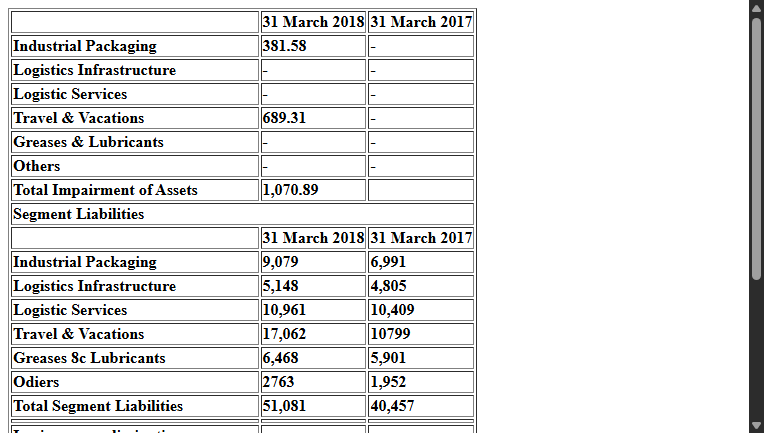 31 March 2018 31 March 2017
Industrial Packaging 381.58 -
Logistics Infrastructure - -
Logistic Services - -
Travel & Vacations 689.31 -
Greases & Lubricants - -
Others - -
Total Impairment of Assets 1,070.89
Segment Liabilities
31 March 2018 31 March 2017
Industrial Packaging 9,079 6,991
Logistics Infrastructure 5,148 4,805
Logistic Services 10,961 10,409
Travel & Vacations 17,062 10799
Greases 8c Lubricants 6,468 5,901
Odiers 2763 1,952
Total Segment Liabilities 51,081 40,457